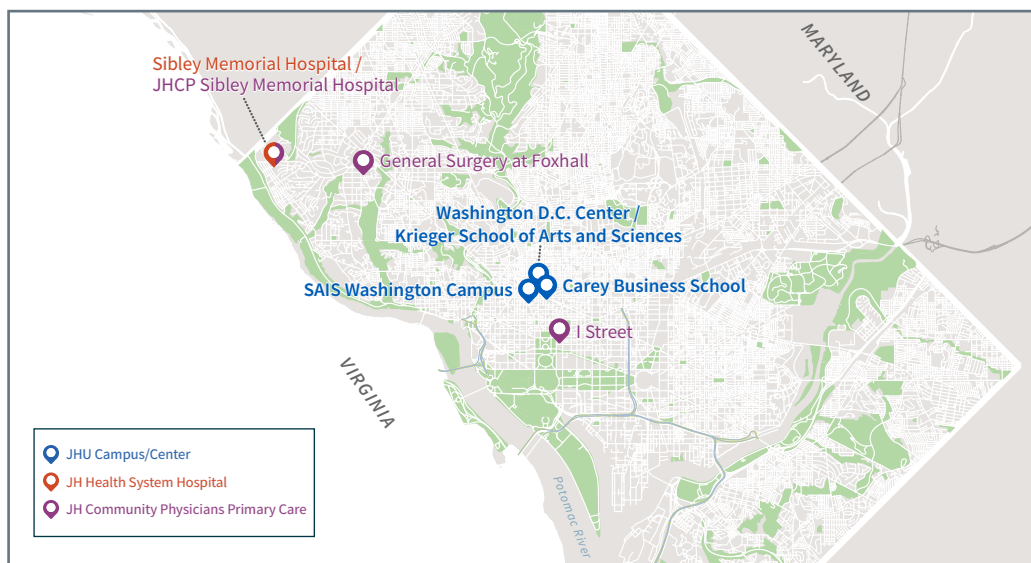 MARYLAND
Sibley Memorial Hospital /
JHCP Sibley Memorial Hospital
General Surgery at Foxhall
Washington D.C. Center /
Krieger School of Arts and Sciences
SAIS Washington Campus
Carey Business School
I Street
VIRGINIA
Potomac River
JHU Campus/Center
JH Health System Hospital
JH Community Physicians Primary Care